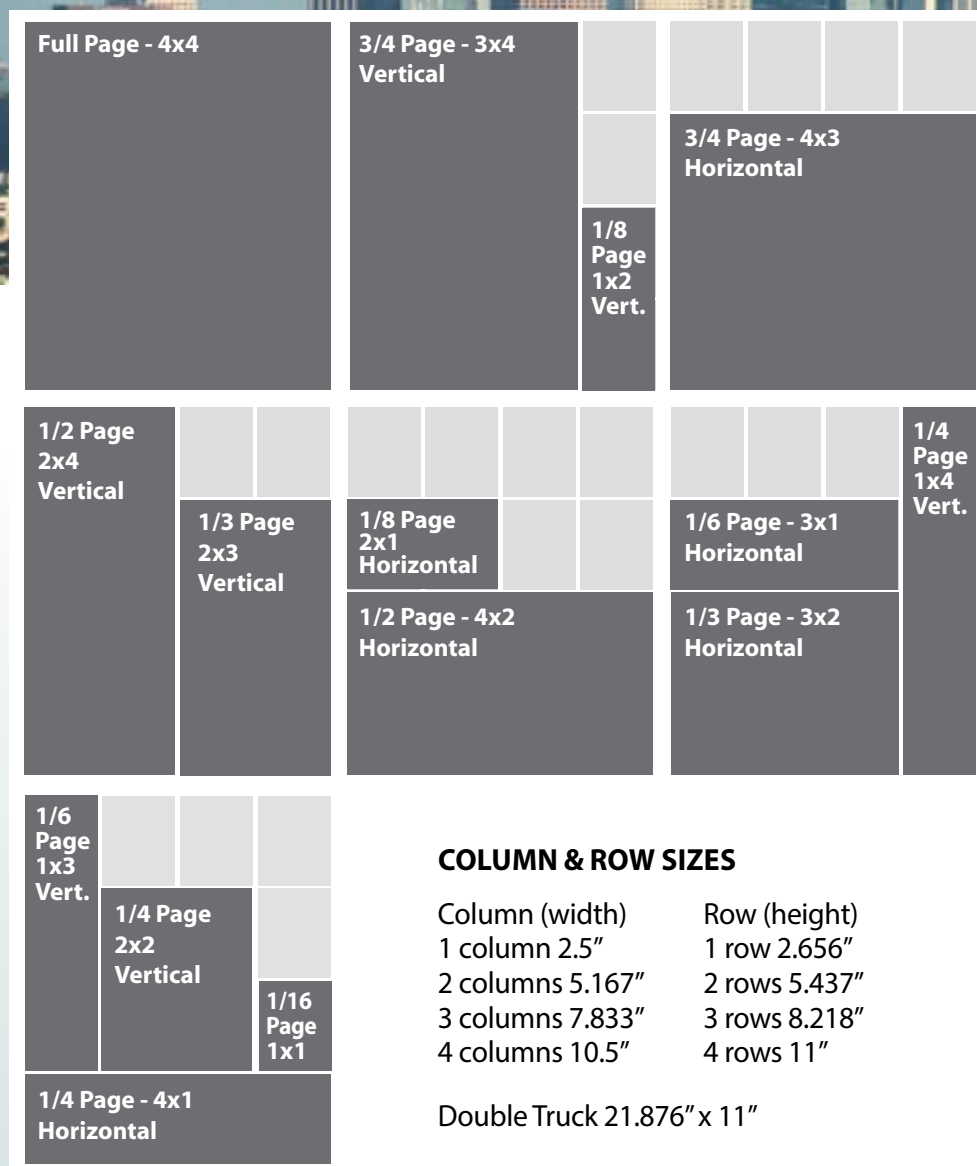 Full Page - 4x4
3/4 Page - 3x4
Vertical
1/8
Page
1x2
Vert.
3/4 Page - 4x3
Horizontal
1/2 Page
2x4
Vertical
1/3 Page
2x3
Vertical
1/8 Page
2x1
Horizontal
1/2 Page - 4x2
Horizontal
1/6 Page - 3x1
Horizontal
1/3 Page - 3x2
Horizontal
1/4
Page
1x4
Vert.
1/6
Page
1x3
Vert.
1/4 Page
2x2
Vertical
1/16
Page
1x1
1/4 Page - 4x1
Horizontal
COLUMN & ROW SIZES
Column (width) Row (height)
1 column 2.5” 1 row 2.656”
2 columns 5.167” 2 rows 5.437”
3 columns 7.833” 3 rows 8.218”
4 columns 10.5” 4 rows 11”
Double Truck 21.876” x 11”